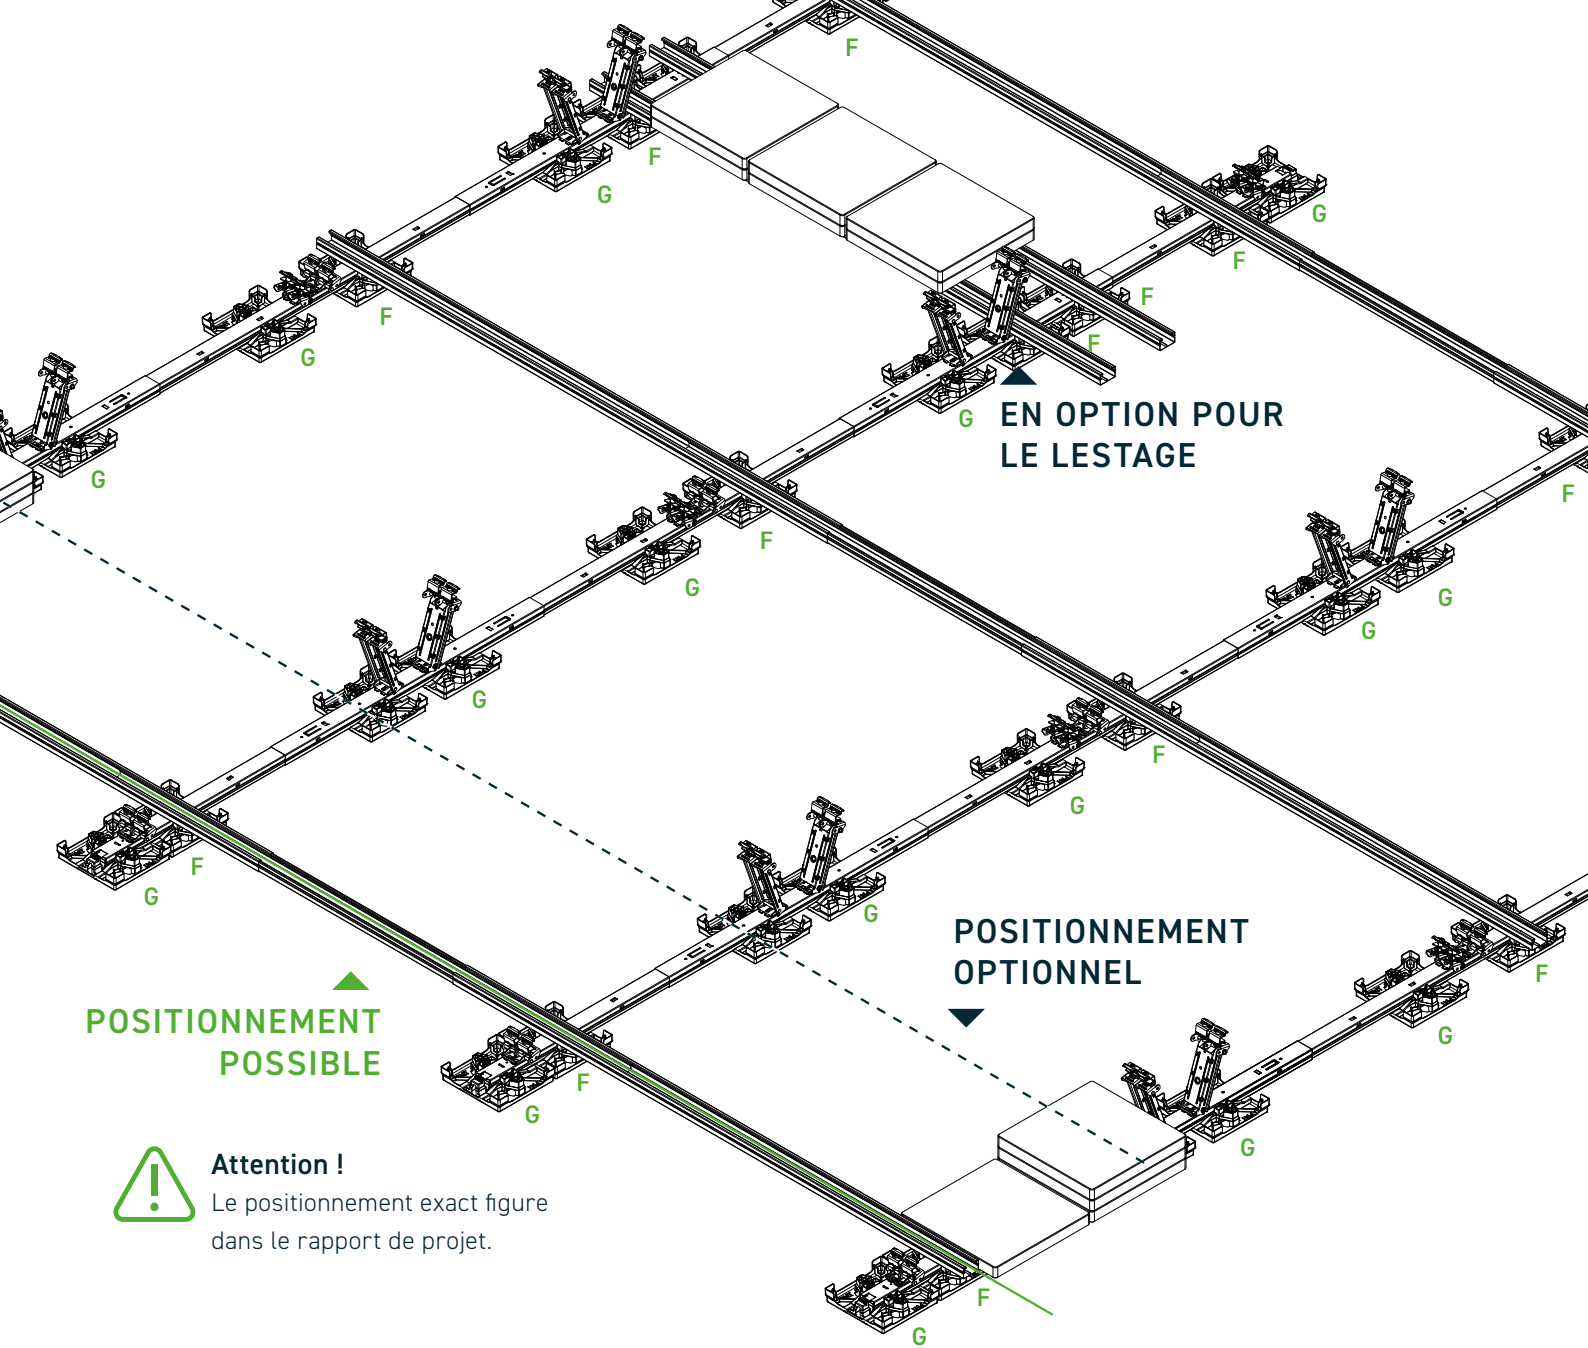 F
F
G
G
F
F
F
G
F
G
EN OPTION POUR
LE LESTAGE
G
F
F
G
G
G
G
F
G
F
G
G
POSITIONNEMENT
OPTIONNEL
F
G
POSITIONNEMENT
POSSIBLE
F
G
G
Attention !
Le positionnement exact figure
dans le rapport de projet.
F
G